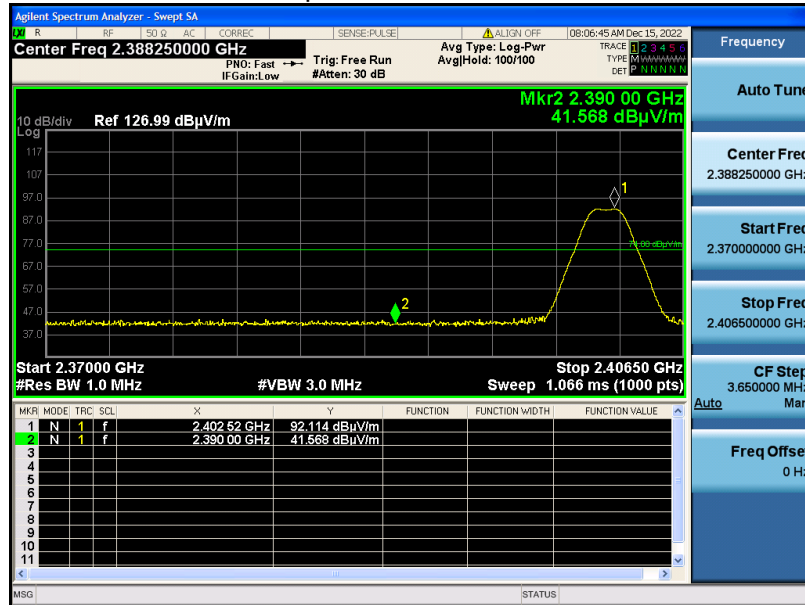 Agilent Spectrum Analyzer - Swept SA
LXI R RF 50 Ω AC CORREC SENSE:PULSE ALIGN OFF 08:06:45 AM Dec 15, 2022
Center Freq 2.388250000 GHz
PNO: Fast
IFGain:Low
Trig: Free Run
#Atten: 30 dB
Avg Type: Log-Pwr
Avg|Hold: 100/100
TRACE 1 2 3 4 5 6
TYPE M W W W W W
DET P N N N N N
Mkr2 2.390 00 GHz
41.568 dBµV/m
10 dB/div Ref 126.99 dBµV/m
Log
117
107
97.0
87.0
77.0
67.0
57.0
47.0
37.0
1
74.00 dBµV/m
2
Start 2.37000 GHz Stop 2.40650 GHz
#Res BW 1.0 MHz #VBW 3.0 MHz Sweep 1.066 ms (1000 pts)
MKR MODE TRC SCL X Y FUNCTION FUNCTION WIDTH FUNCTION VALUE
1 N 1 f 2.402 52 GHz 92.114 dBµV/m
2 N 1 f 2.390 00 GHz 41.568 dBµV/m
3
4
5
6
7
8
9
10
11
MSG STATUS
Frequency
Auto Tune
Center Freq
2.388250000 GHz
Start Freq
2.370000000 GHz
Stop Freq
2.406500000 GHz
CF Step
3.650000 MHz
Auto Man
Freq Offset
0 Hz